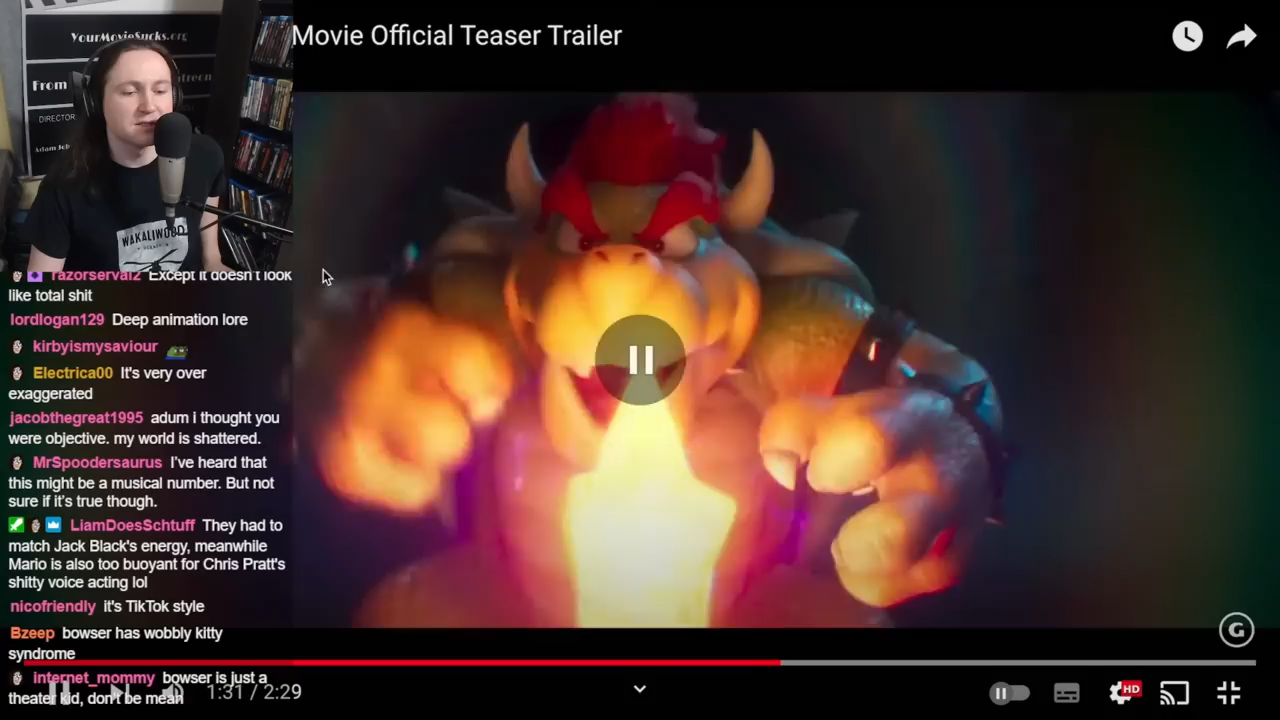 YourMovieSucks.org
From
Patreon
DIRECTOR:
WAKALIWOOD
Movie Official Teaser Trailer
razorserval2 Except it doesn't look
like total shit
lordlogan129 Deep animation lore
kirbyismysaviour
Electrica00 It's very over
exaggerated
jacobthegreat1995 adum i thought you
were objective. my world is shattered.
MrSpoodersaurus I've heard that
this might be a musical number. But not
sure if it's true though.
LiamDoesSchtuff They had to
match Jack Black's energy, meanwhile
Mario is also too buoyant for Chris Pratt's
shitty voice acting lol
nicofriendly it's TikTok style
Bzeep bowser has wobbly kitty
syndrome
internet_mommy bowser is just a
theater kid, don't be mean
1:31 / 2:29
HD
G